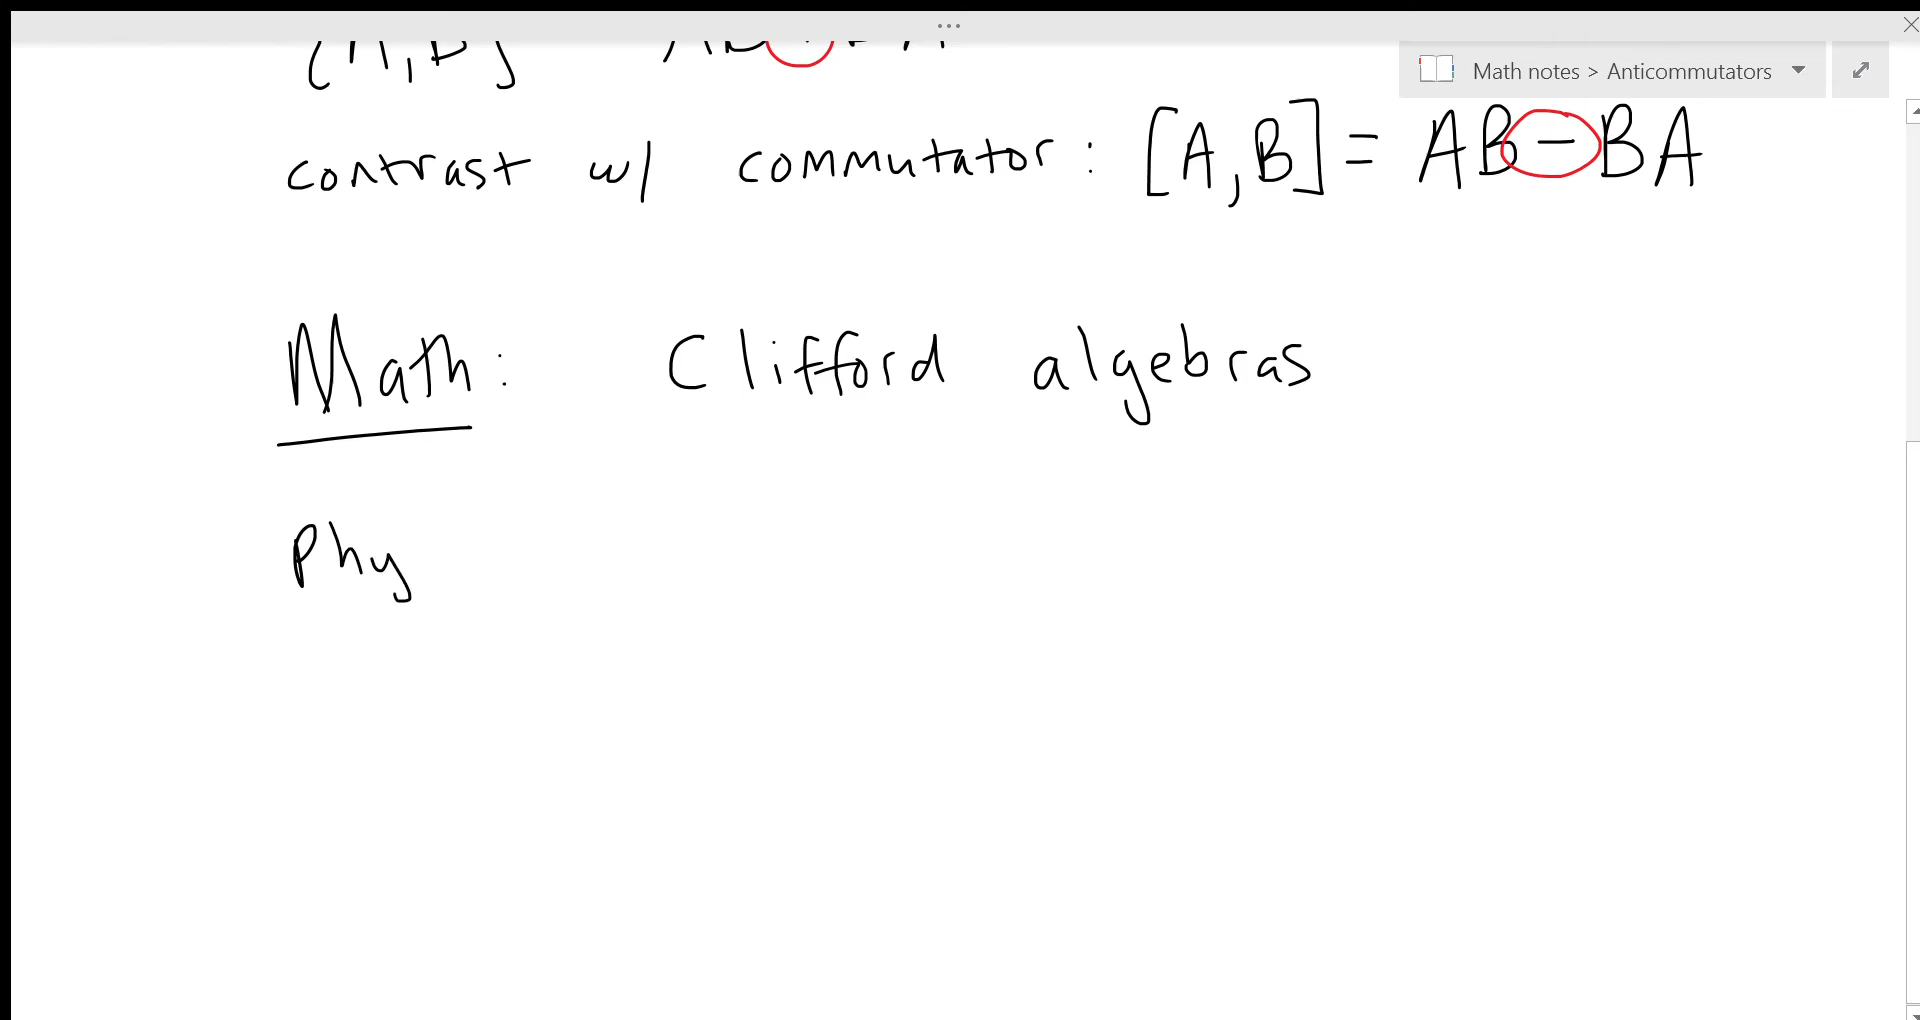 Math notes > Anticommutators
contrast w/ commutator: [A,B] = AB-BA
Math: Clifford algebras
Phy